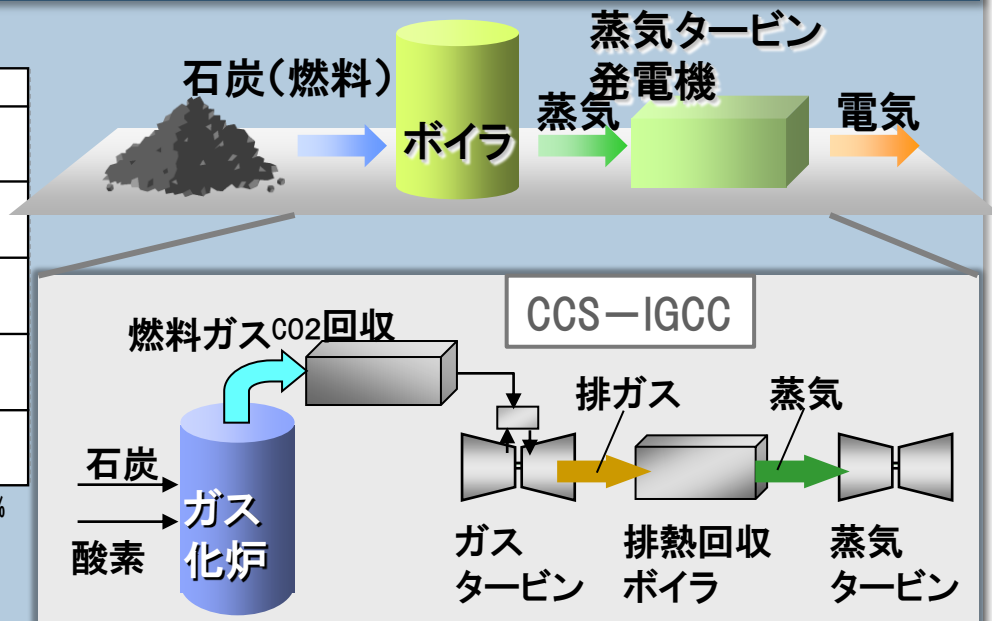 石炭(燃料)
ボイラ
蒸気
蒸気タービン
発電機
電気
CCS－IGCC
燃料ガス
CO2回収
排ガス
蒸気
石炭
酸素
ガス
化炉
ガス
タービン
排熱回収
ボイラ
蒸気
タービン
%